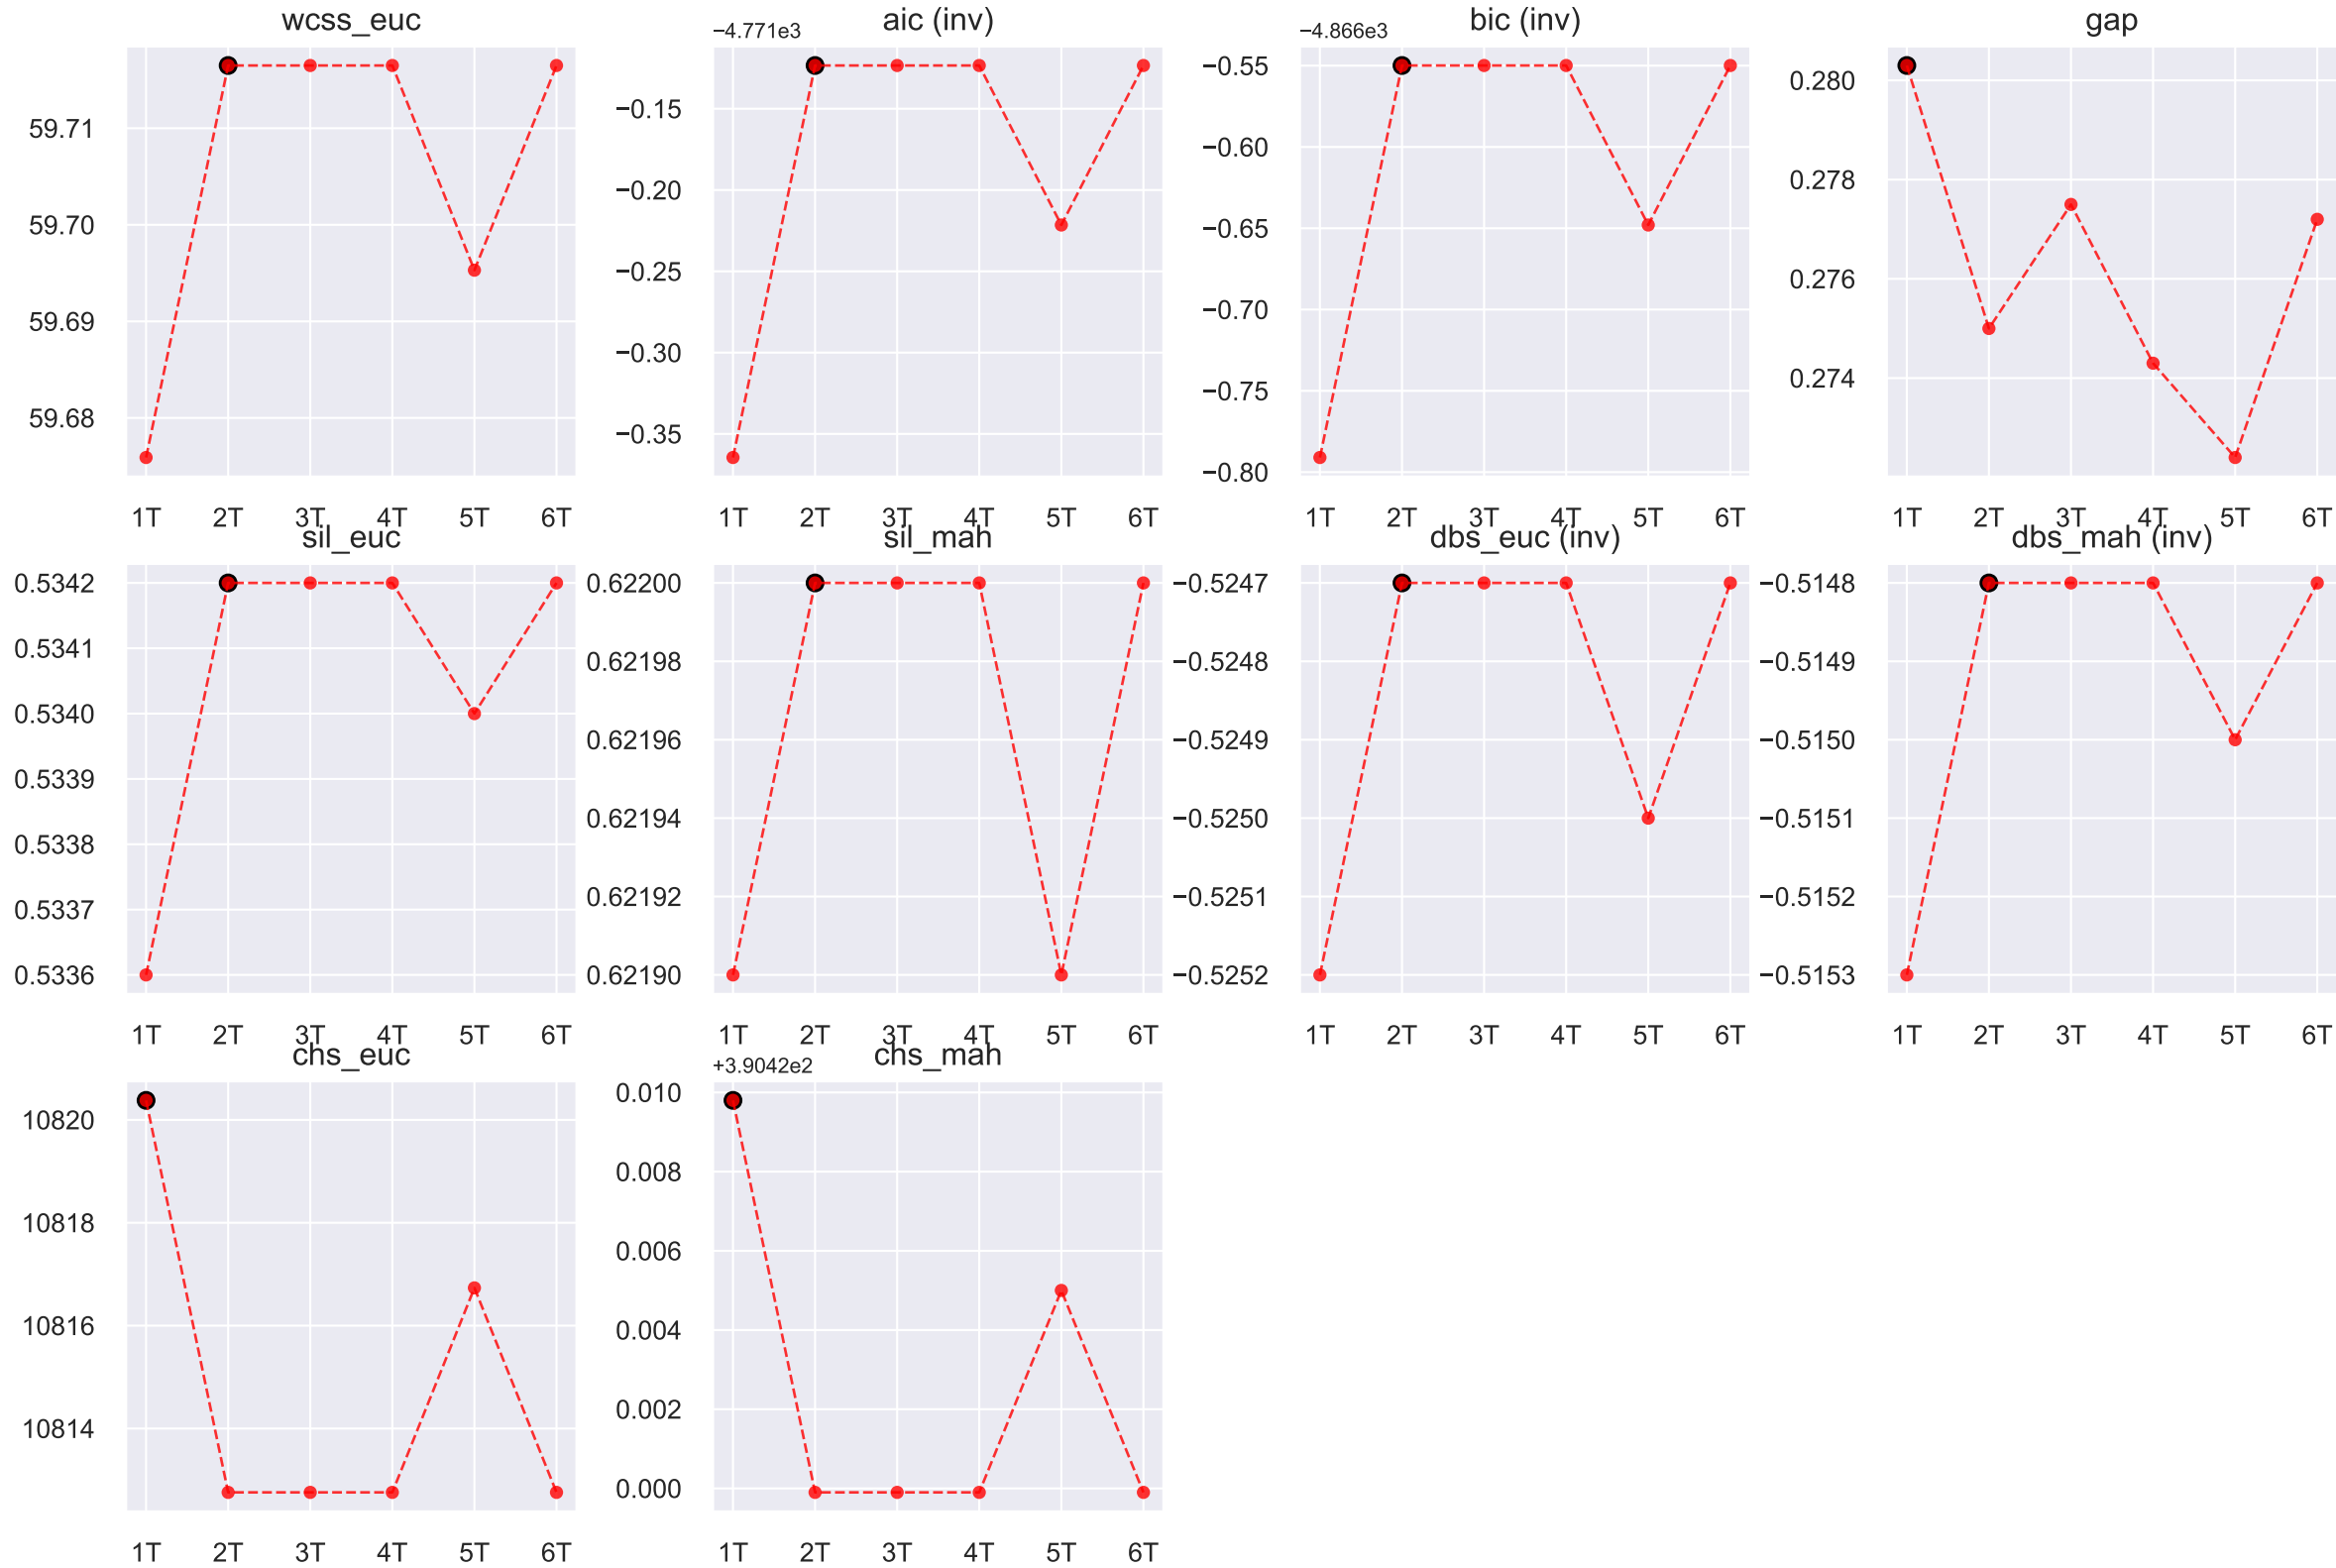 wcss_euc
59.71
59.70
59.69
59.68
1T 2T 3T 4T 5T 6T
aic (inv)
−4.771e3
−0.15
−0.20
−0.25
−0.30
−0.35
1T 2T 3T 4T 5T 6T
bic (inv)
−4.866e3
−0.55
−0.60
−0.65
−0.70
−0.75
−0.80
1T 2T 3T 4T 5T 6T
gap
0.280
0.278
0.276
0.274
1T 2T 3T 4T 5T 6T
sil_euc
0.5342
0.5341
0.5340
0.5339
0.5338
0.5337
0.5336
1T 2T 3T 4T 5T 6T
sil_mah
0.62200
0.62198
0.62196
0.62194
0.62192
0.62190
1T 2T 3T 4T 5T 6T
dbs_euc (inv)
−0.5247
−0.5248
−0.5249
−0.5250
−0.5251
−0.5252
1T 2T 3T 4T 5T 6T
dbs_mah (inv)
−0.5148
−0.5149
−0.5150
−0.5151
−0.5152
−0.5153
1T 2T 3T 4T 5T 6T
chs_euc
10820
10818
10816
10814
1T 2T 3T 4T 5T 6T
chs_mah
+3.9042e2
0.010
0.008
0.006
0.004
0.002
0.000
1T 2T 3T 4T 5T 6T